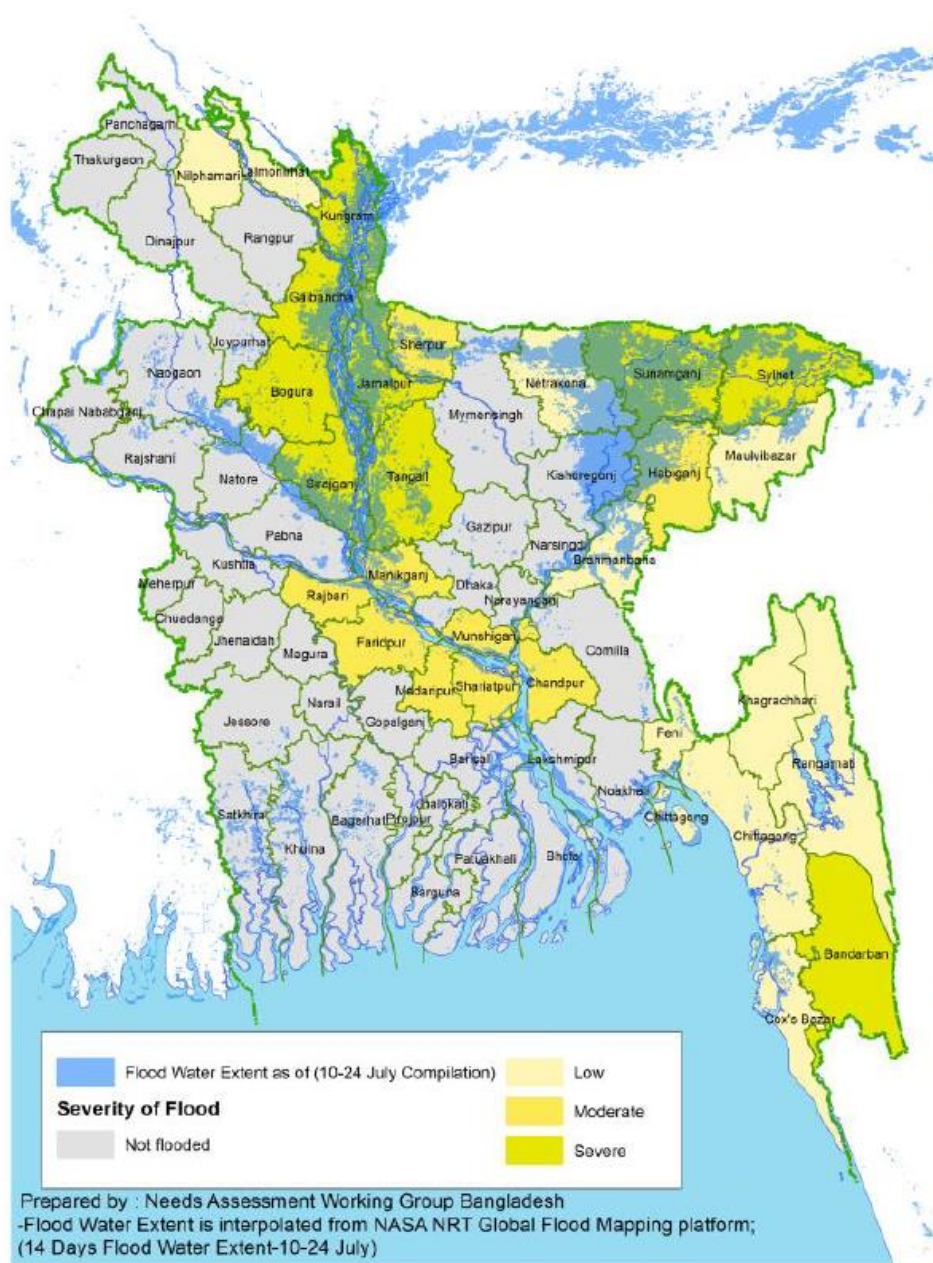 Panchagarh
Thakurgaon
Nilphamari
Lalmonirhat
Kurigram
Dinajpur
Rangpur
Gaibandha
Joypurhat
Sherpur
Naogaon
Jamalpur
Netrakona
Sunamganj
Sylhet
Bogura
Chapai Nababganj
Mymensingh
Rajshahi
Maulvibazar
Natore
Sirajganj
Tangail
Kishoreganj
Habiganj
Gazipur
Pabna
Narsingdi
Kushtia
Manikganj
Brahmanbaria
Meherpur
Dhaka
Rajbari
Narayanganj
Chuadanga
Jhenaidah
Faridpur
Munshiganj
Magura
Comilla
Madaripur
Shariatpur
Chandpur
Khagrachhari
Narail
Jessore
Gopalganj
Feni
Barisal
Lakshmipur
Rangamati
Noakhali
Jhalokati
Satkhira
Bagerhat
Pirojpur
Chittagong
Khulna
Chittagong
Patuakhali
Bhola
Barguna
Bandarban
Cox's Bazar
Flood Water Extent as of (10-24 July Compilation)
Severity of Flood
Not flooded
Low
Moderate
Severe
Prepared by : Needs Assessment Working Group Bangladesh
-Flood Water Extent is interpolated from NASA NRT Global Flood Mapping platform;
(14 Days Flood Water Extent-10-24 July)